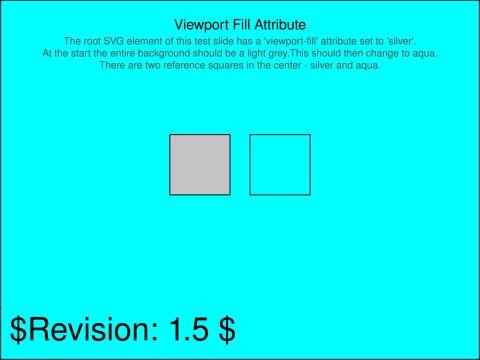 Viewport Fill Attribute
The root SVG element of this test slide has a 'viewport-fill' attribute set to 'silver'.
At the start the entire background should be a light grey.This should then change to aqua.
There are two reference squares in the center - silver and aqua.
$Revision: 1.5 $